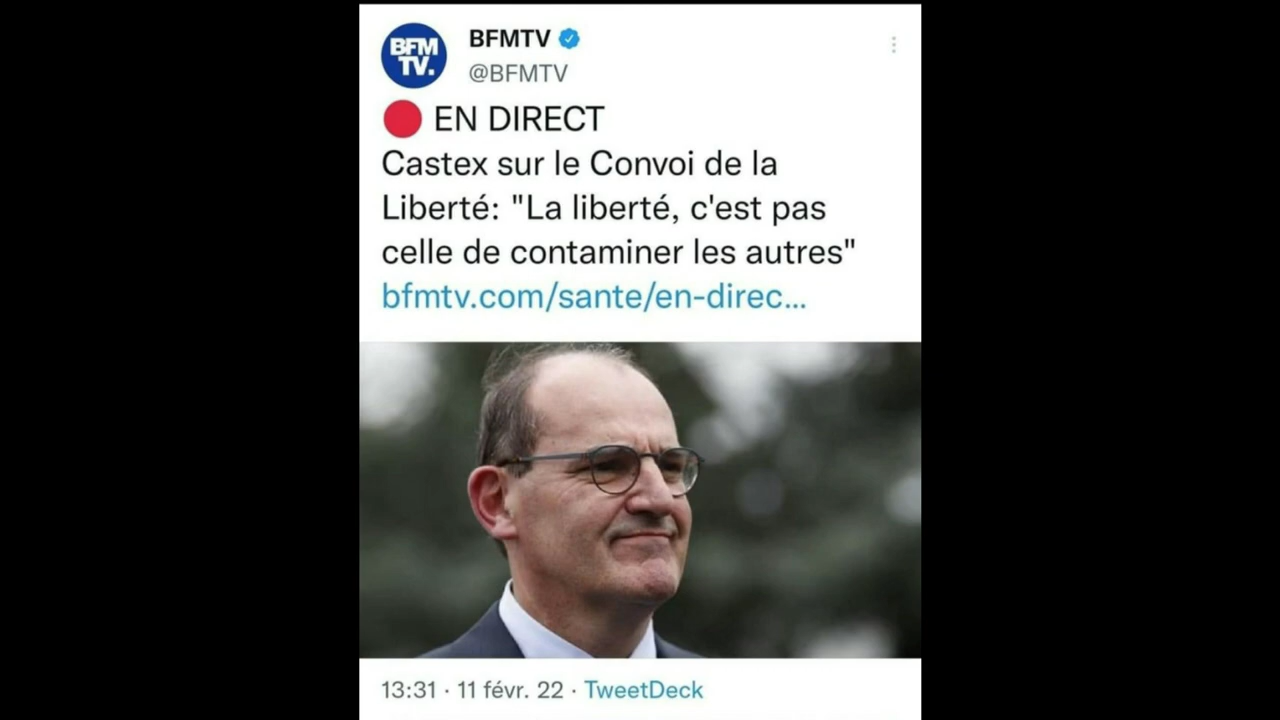 BFM
TV.
BFMTV
@BFMTV
EN DIRECT
Castex sur le Convoi de la
Liberté: "La liberté, c'est pas
celle de contaminer les autres"
bfmtv.com/sante/en-direc...
13:31 · 11 févr. 22 · TweetDeck